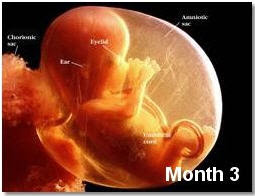 Chorionic
sac
Amniotic
sac
Eyelid
Ear
Umbilical
cord
Month 3